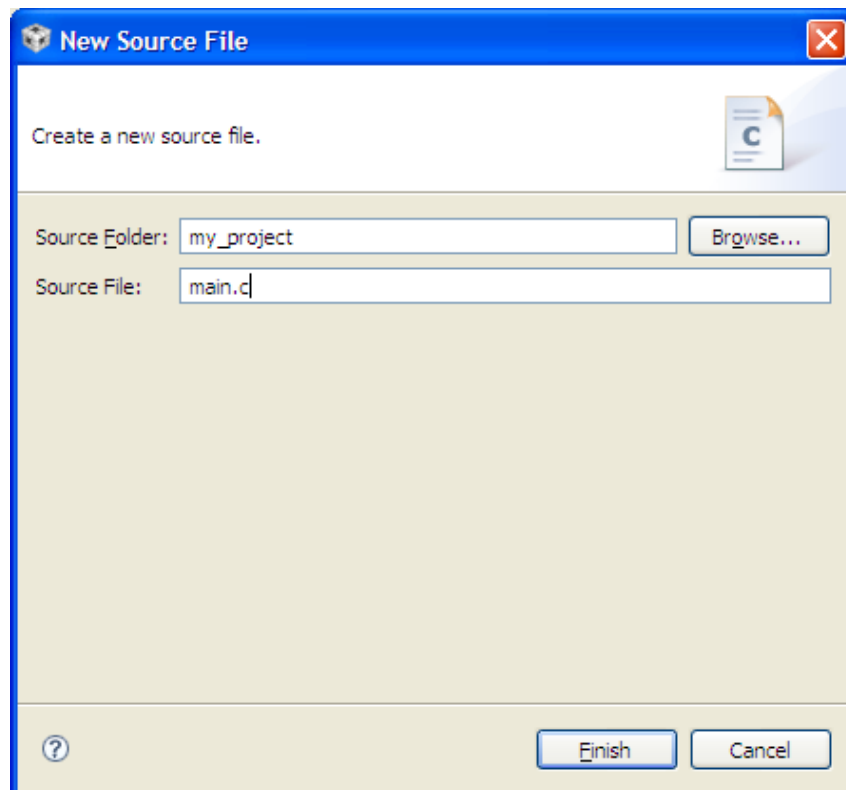 New Source File
Create a new source file.
C
Source Folder: my_project Browse...
Source File: main.c
? Finish Cancel